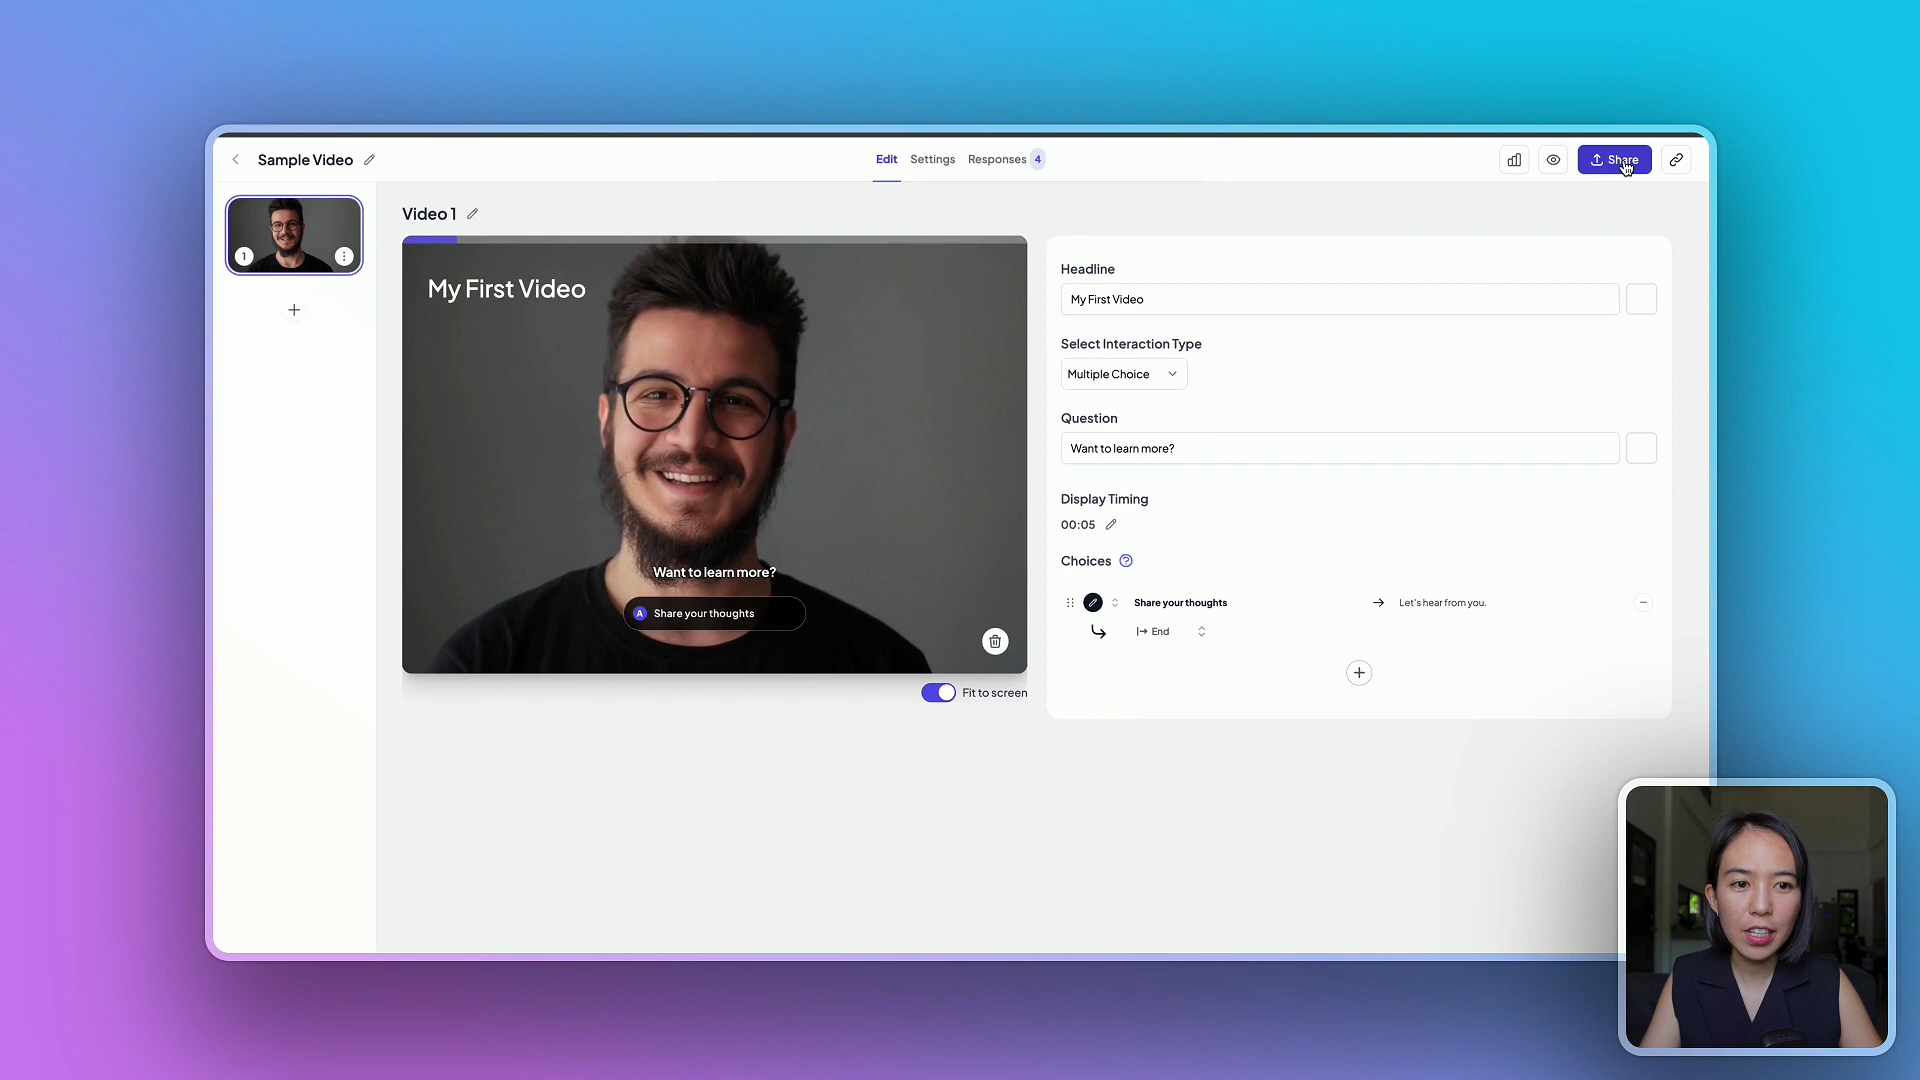 Sample Video
Edit
Settings
Responses 4
Share
1
Video 1
My First Video
Want to learn more?
A Share your thoughts
Fit to screen
Headline
My First Video
Select Interaction Type
Multiple Choice
Question
Want to learn more?
Display Timing
00:05
Choices
Share your thoughts
Let's hear from you.
End